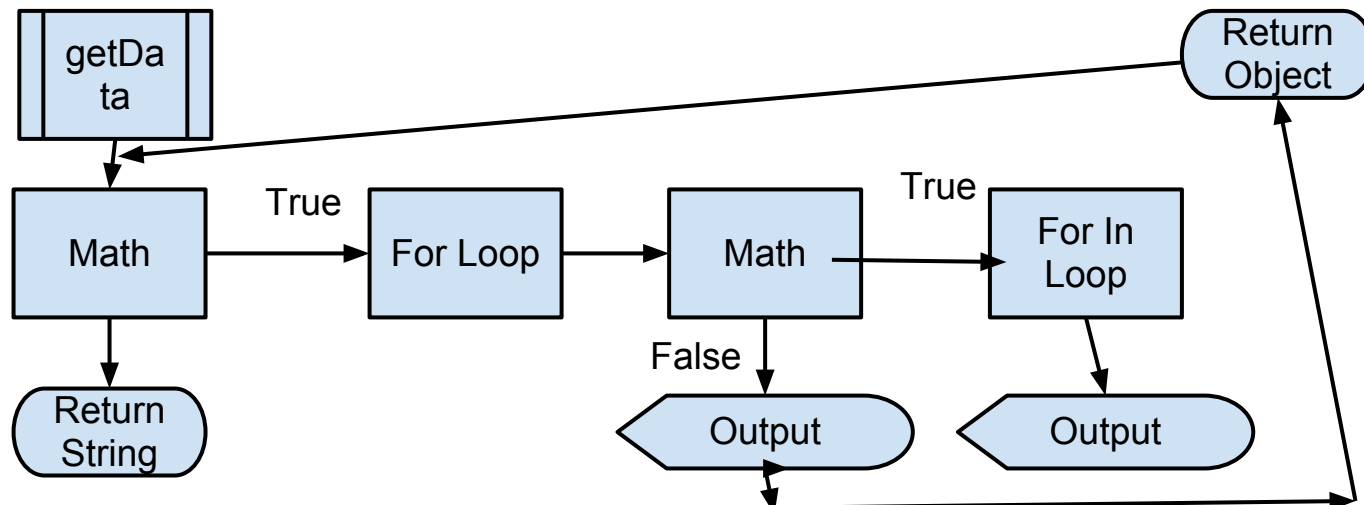 getDa
ta
Return
Object
Math
True
For Loop
Math
True
For In
Loop
Return
String
False
Output
Output